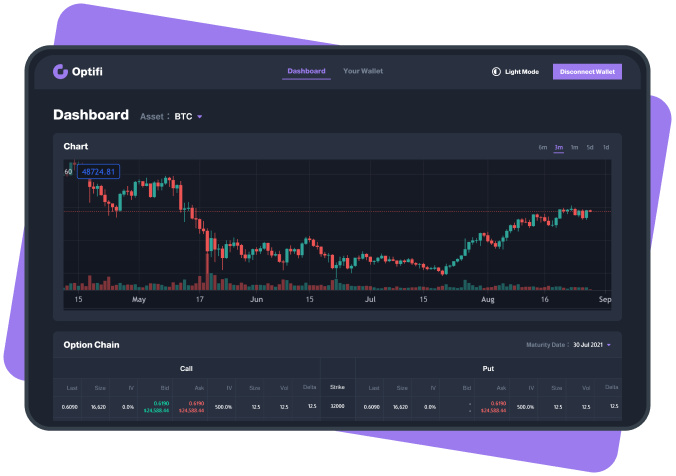 Optifi
Dashboard Your Wallet
Light Mode Disconnect Wallet
Dashboard Asset : BTC
Chart 6m 3m 1m 5d 1d
60 48724.81
15 May 17 Jun 15 Jul 15 Aug 16 Sep
Option Chain Maturity Date : 30 Jul 2021
Call Put
Last Size IV Bid Ask IV Size Vol Delta Strike Last Size IV Bid Ask IV Size Vol Delta
0.6190 0.6190 - 0.6190
0.6090 16,620 0.0% 500.0% 12.5 12.5 12.5 32000 0.6090 16,620 0.0% 500.0% 12.5 12.5 12.5
$24,588.44 $24,588.44 - $24,588.44